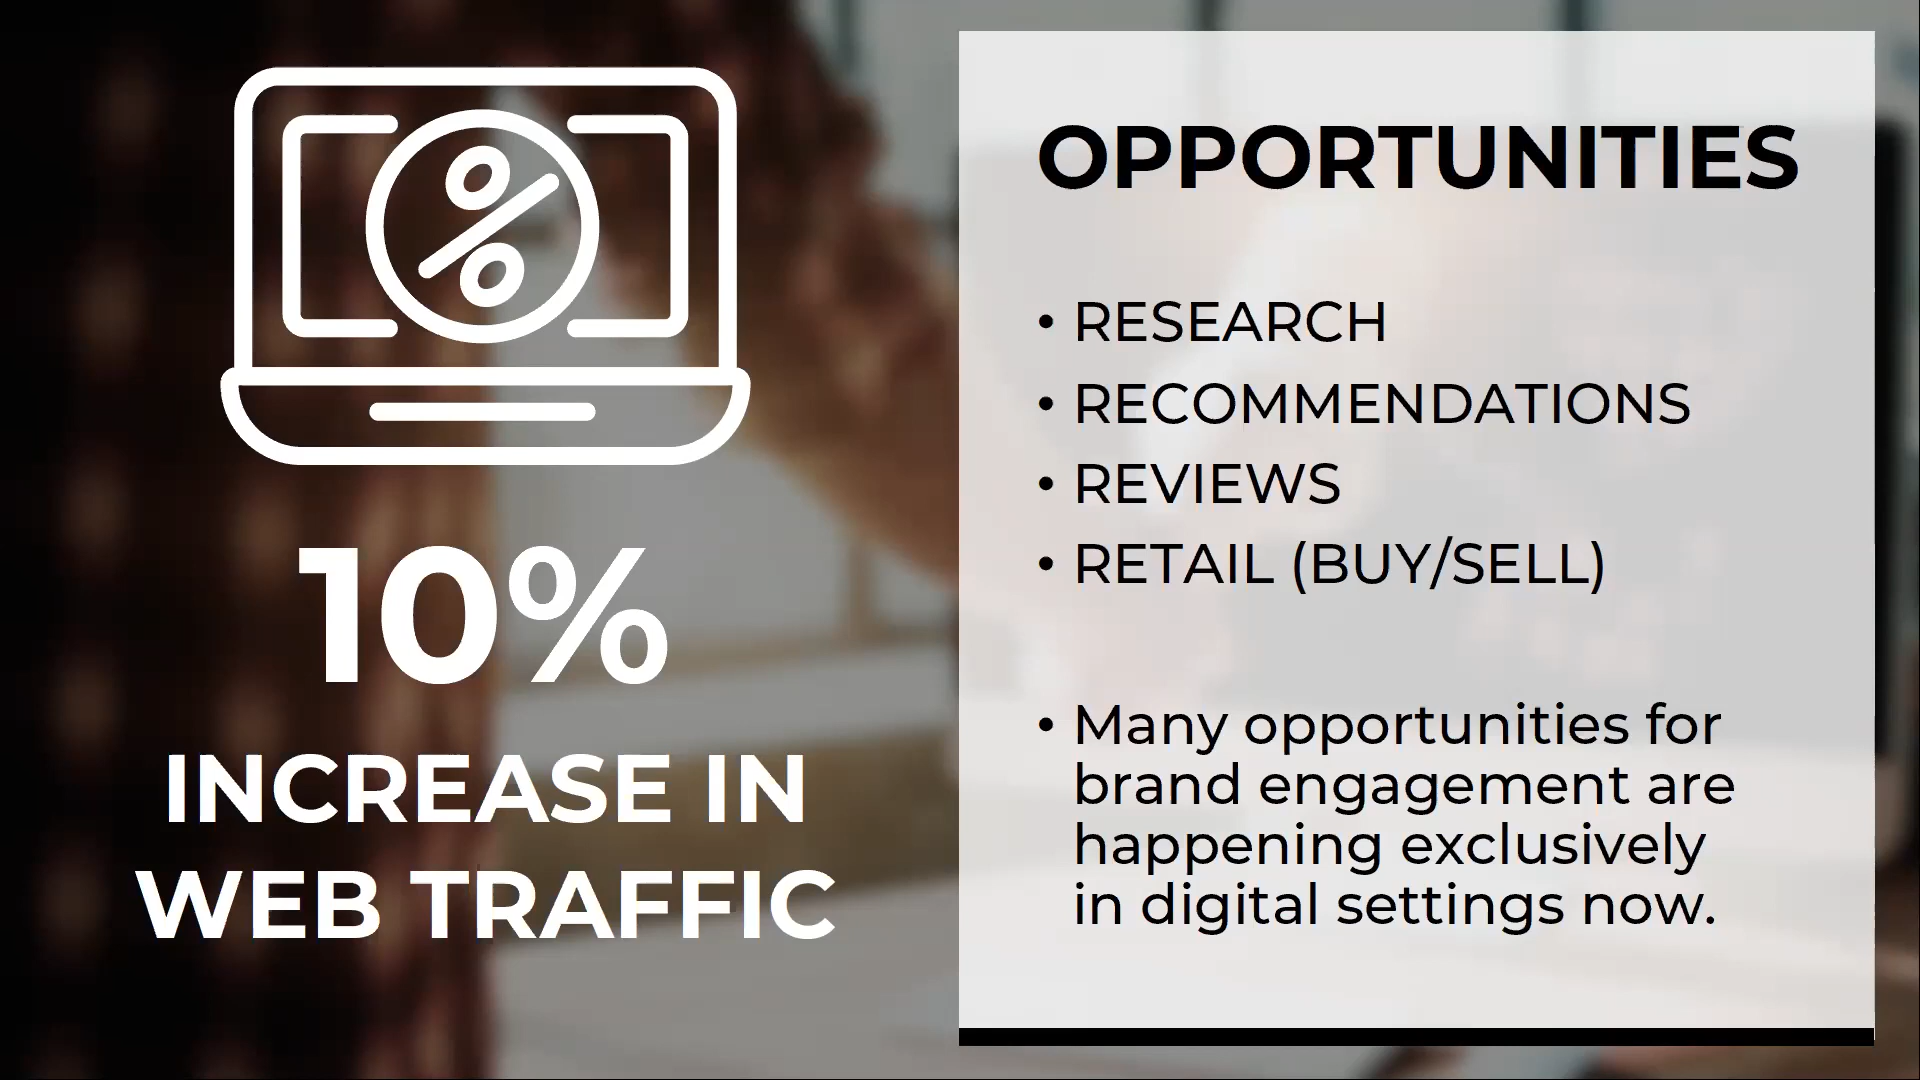 10%
INCREASE IN
WEB TRAFFIC
OPPORTUNITIES
• RESEARCH
• RECOMMENDATIONS
• REVIEWS
• RETAIL (BUY/SELL)
• Many opportunities for
brand engagement are
happening exclusively
in digital settings now.